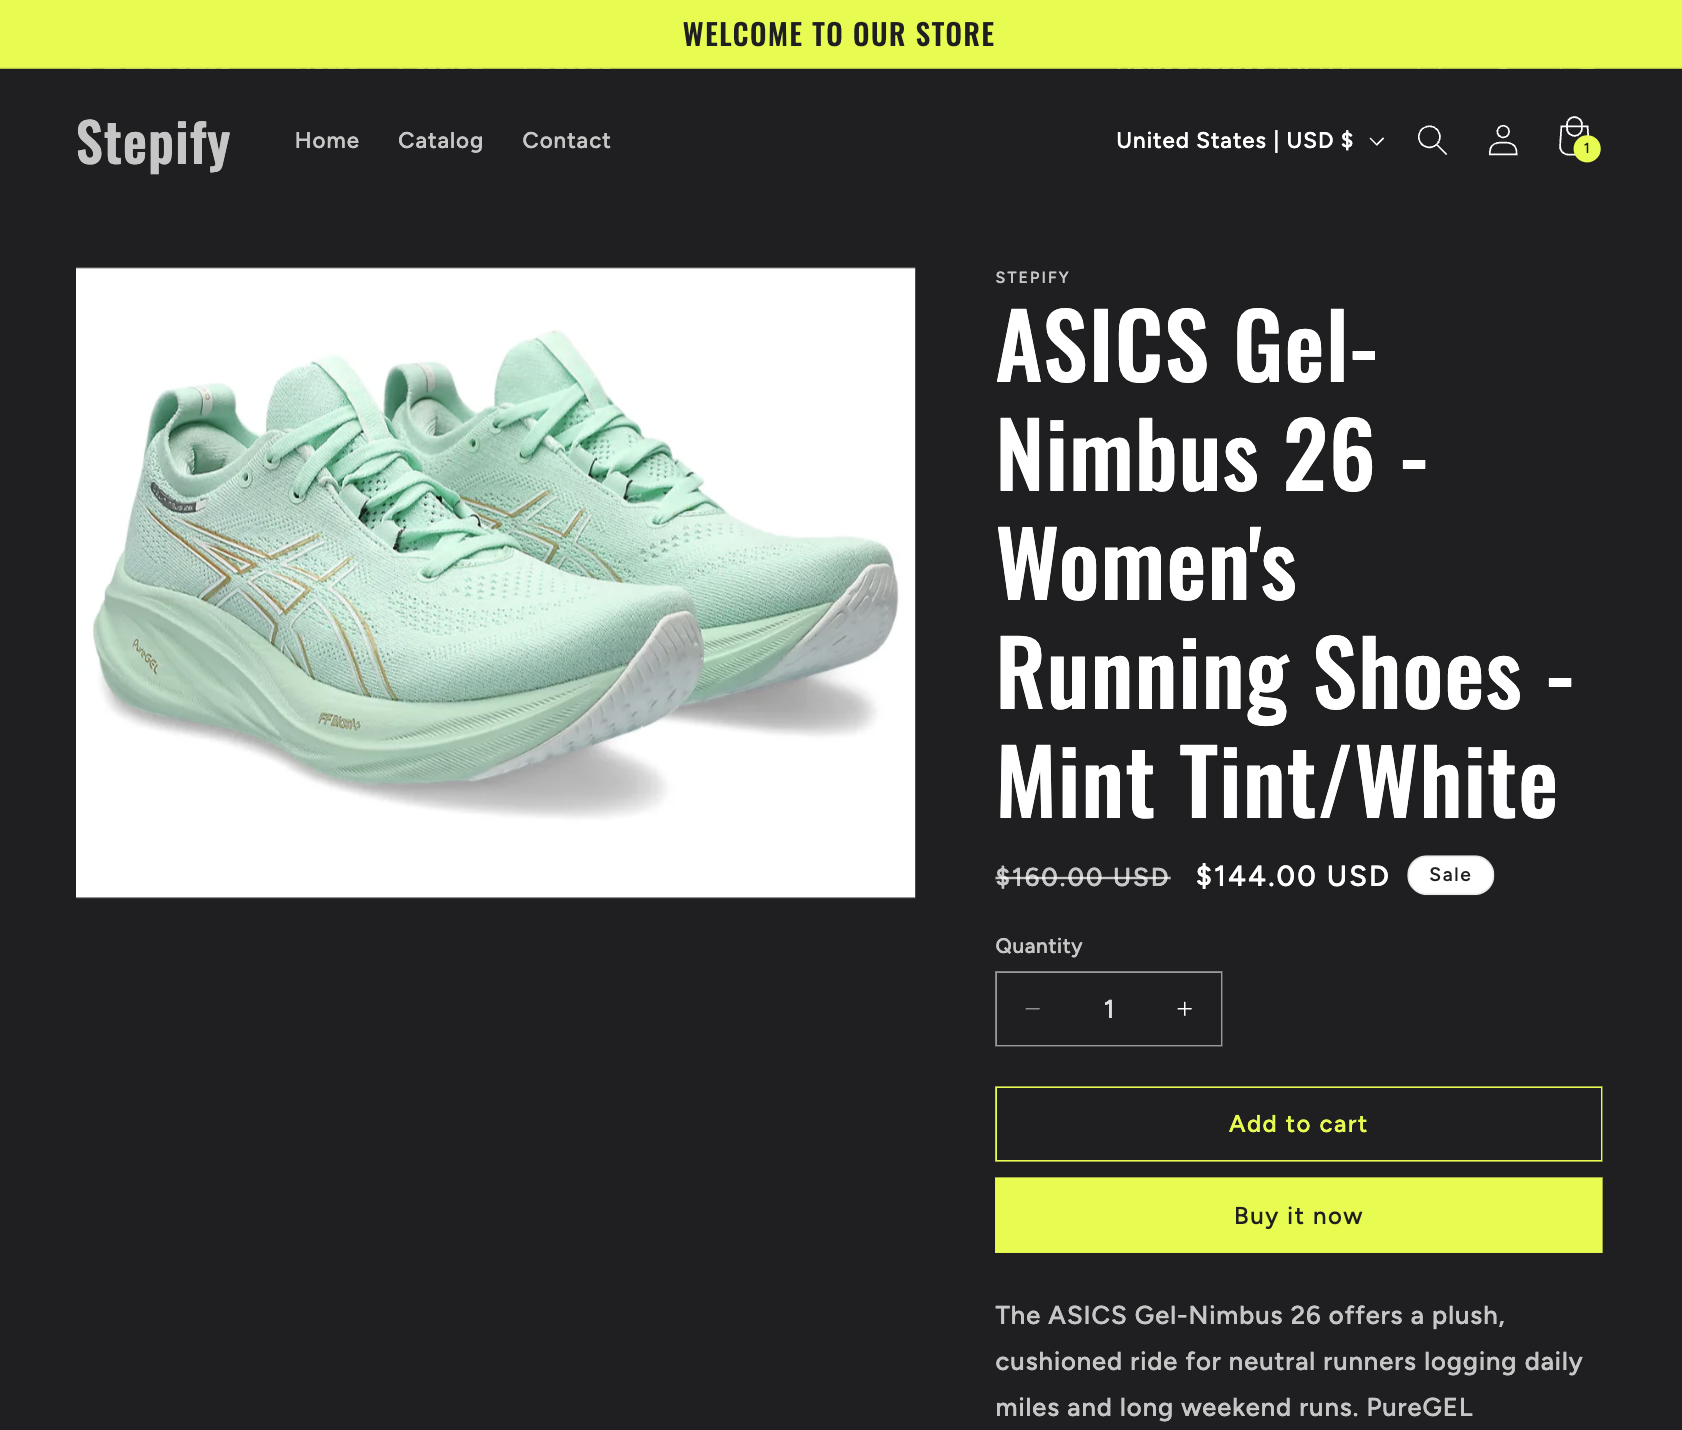 WELCOME TO OUR STORE
Stepify
Home Catalog Contact
United States | USD $
1
STEPIFY
ASICS Gel-
Nimbus 26 -
Women's
Running Shoes -
Mint Tint/White
$160.00 USD $144.00 USD Sale
Quantity
− 1 +
Add to cart
Buy it now
The ASICS Gel-Nimbus 26 offers a plush,
cushioned ride for neutral runners logging daily
miles and long weekend runs. PureGEL
PureGEL